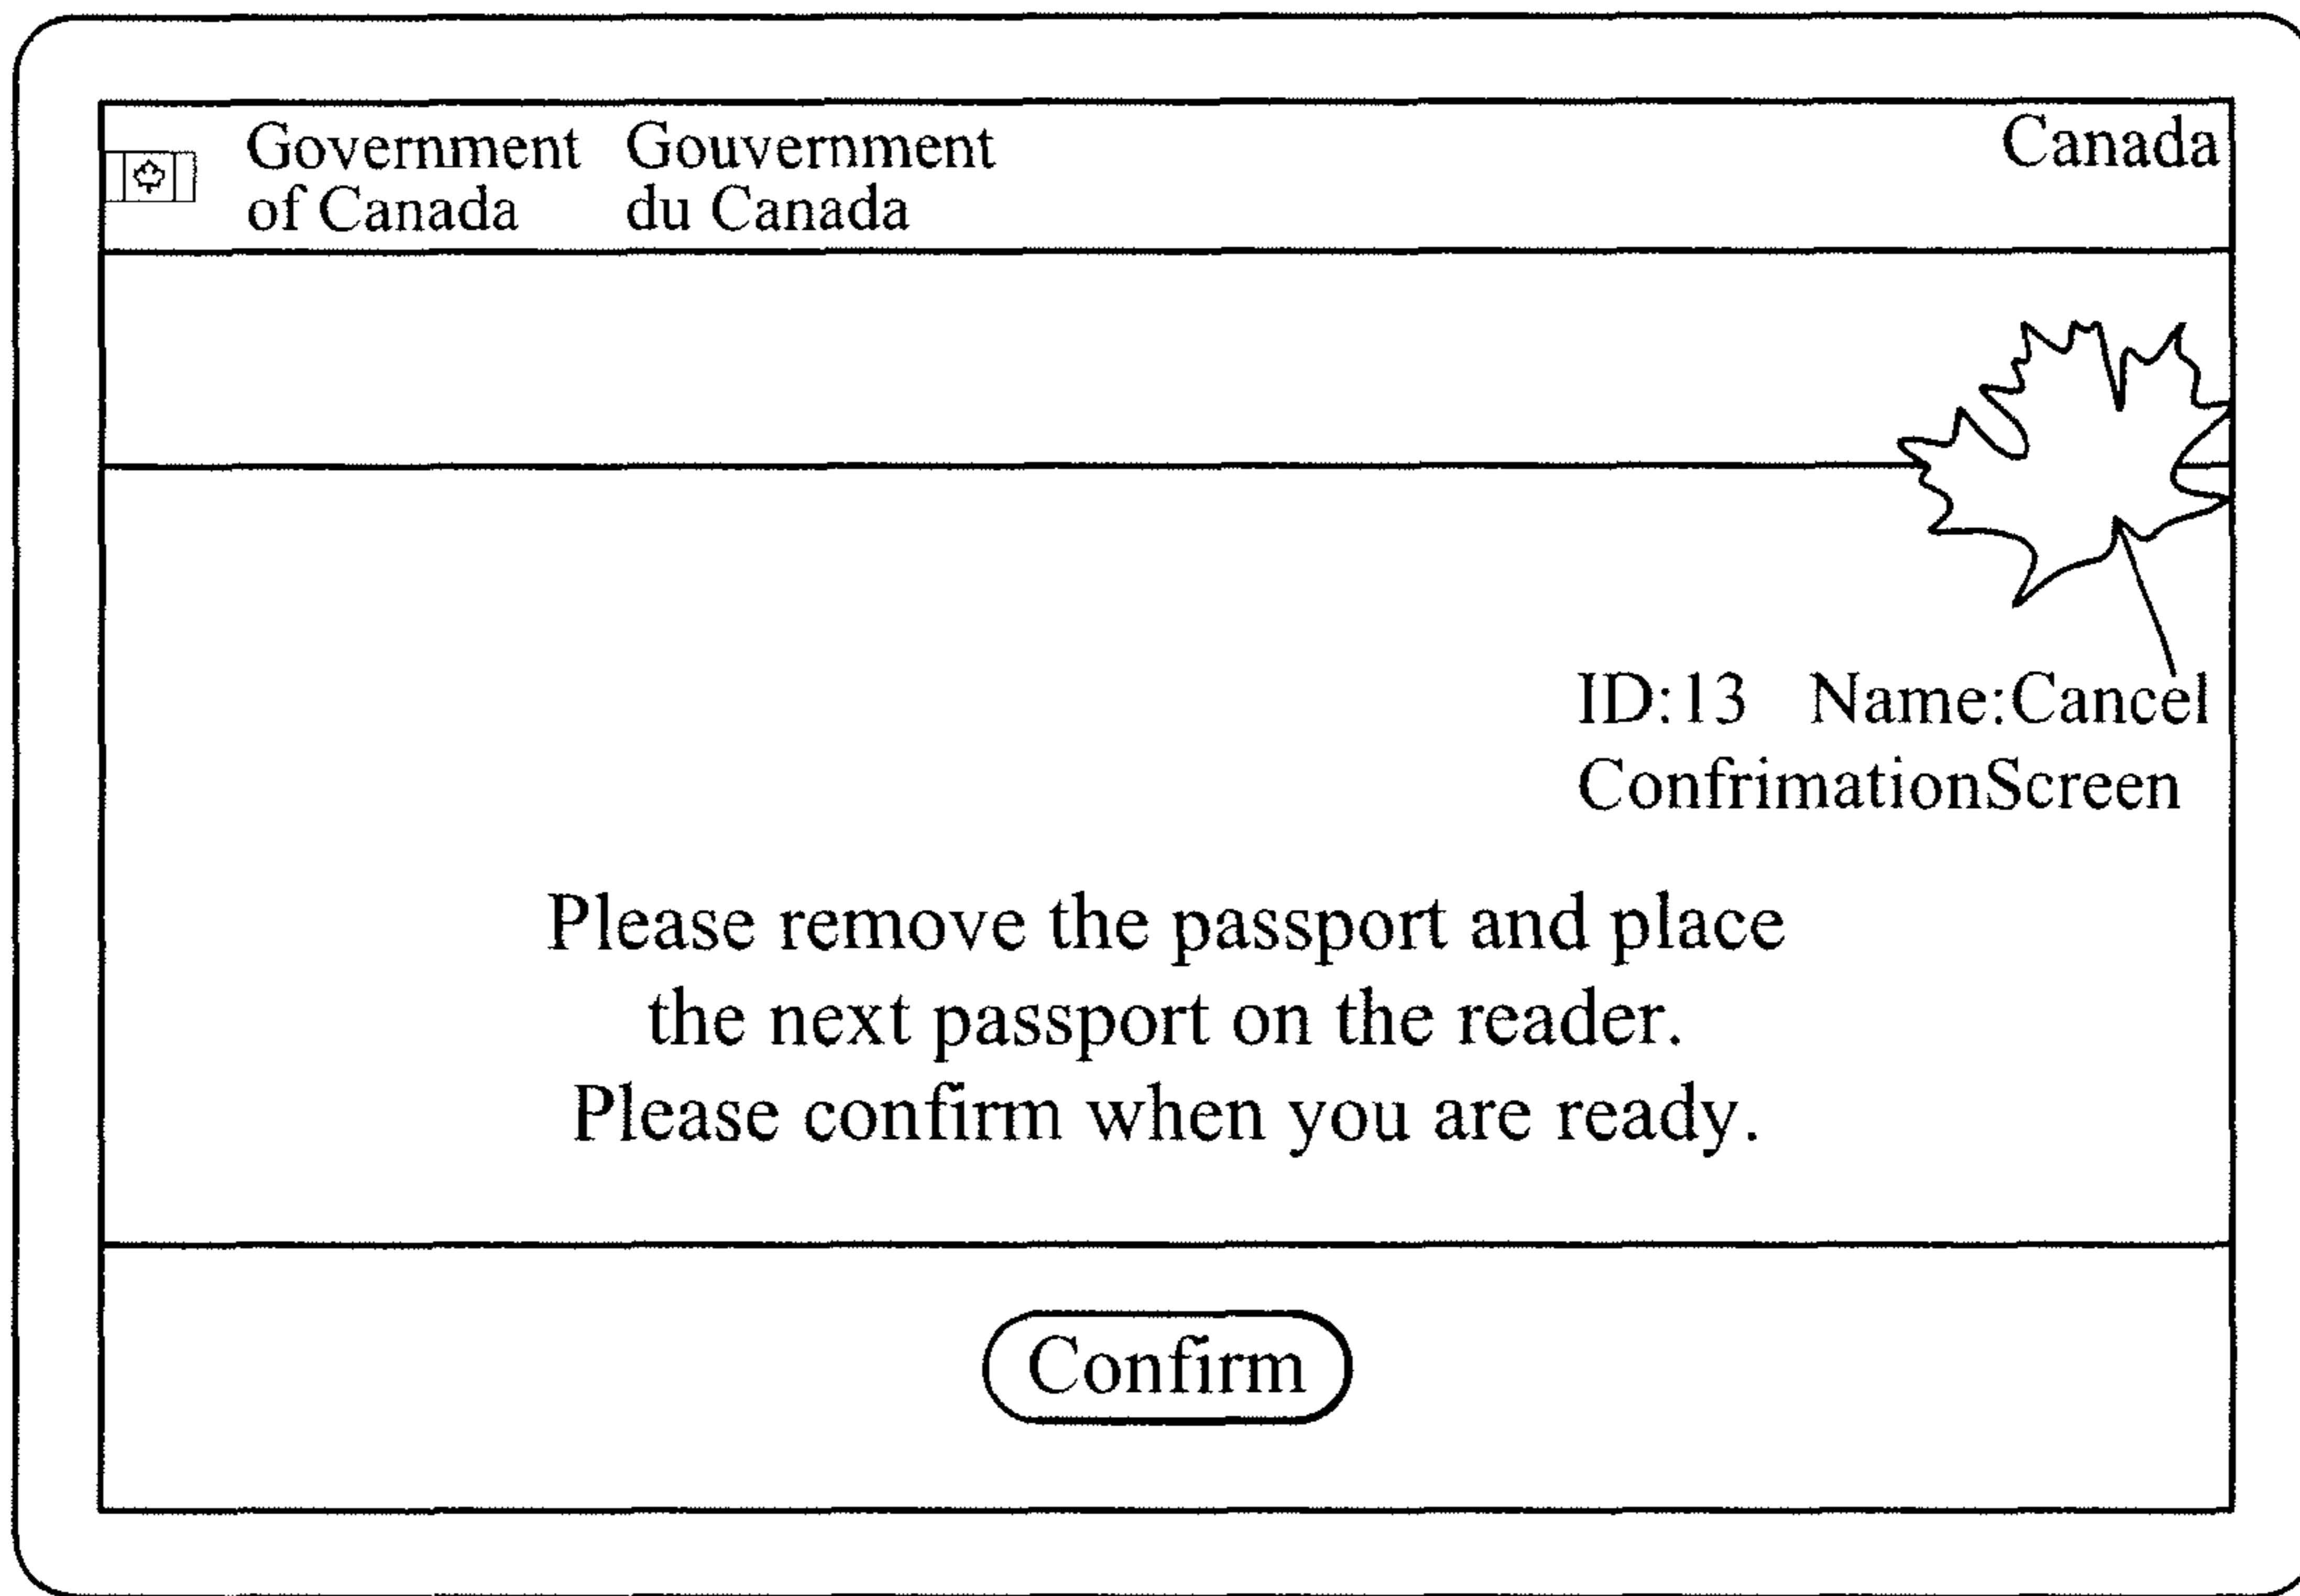 Government Gouvernment Canada
of Canada du Canada
ID:13 Name:Cancel
ConfrimationScreen
Please remove the passport and place
the next passport on the reader.
Please confirm when you are ready.
Confirm